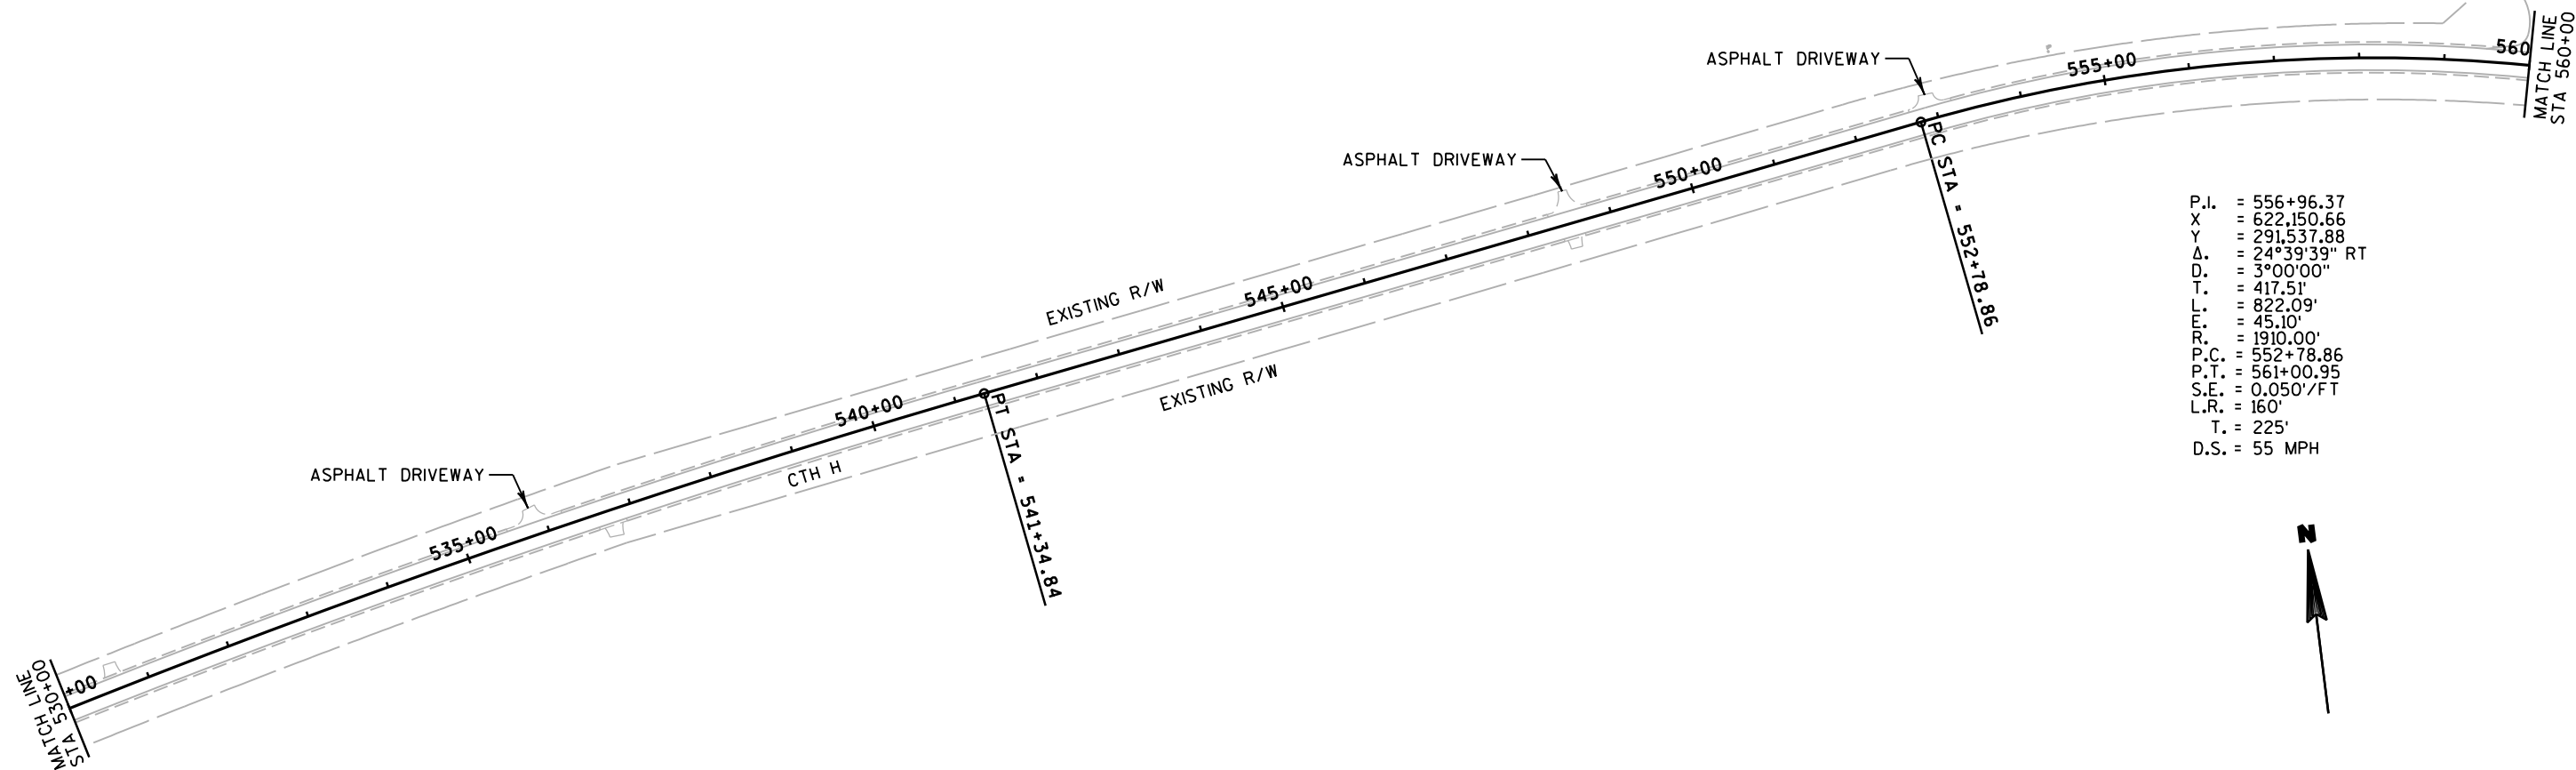 ASPHALT DRIVEWAY
560
MATCH LINE
STA 560+00
555+00
ASPHALT DRIVEWAY
550+00
PC STA = 552+78.86
P.I. = 556+96.37
X = 622,150.66
Y = 291,537.88
Δ. = 24°39'39" RT
D. = 3°00'00"
T. = 417.51'
L. = 822.09'
E. = 45.10'
R. = 1910.00'
P.C. = 552+78.86
P.T. = 561+00.95
S.E. = 0.050'/FT
L.R. = 160'
T. = 225'
D.S. = 55 MPH
EXISTING R/W
545+00
EXISTING R/W
540+00
PT STA = 541+34.84
CTH H
ASPHALT DRIVEWAY
535+00
N
+00
MATCH LINE
STA 530+00